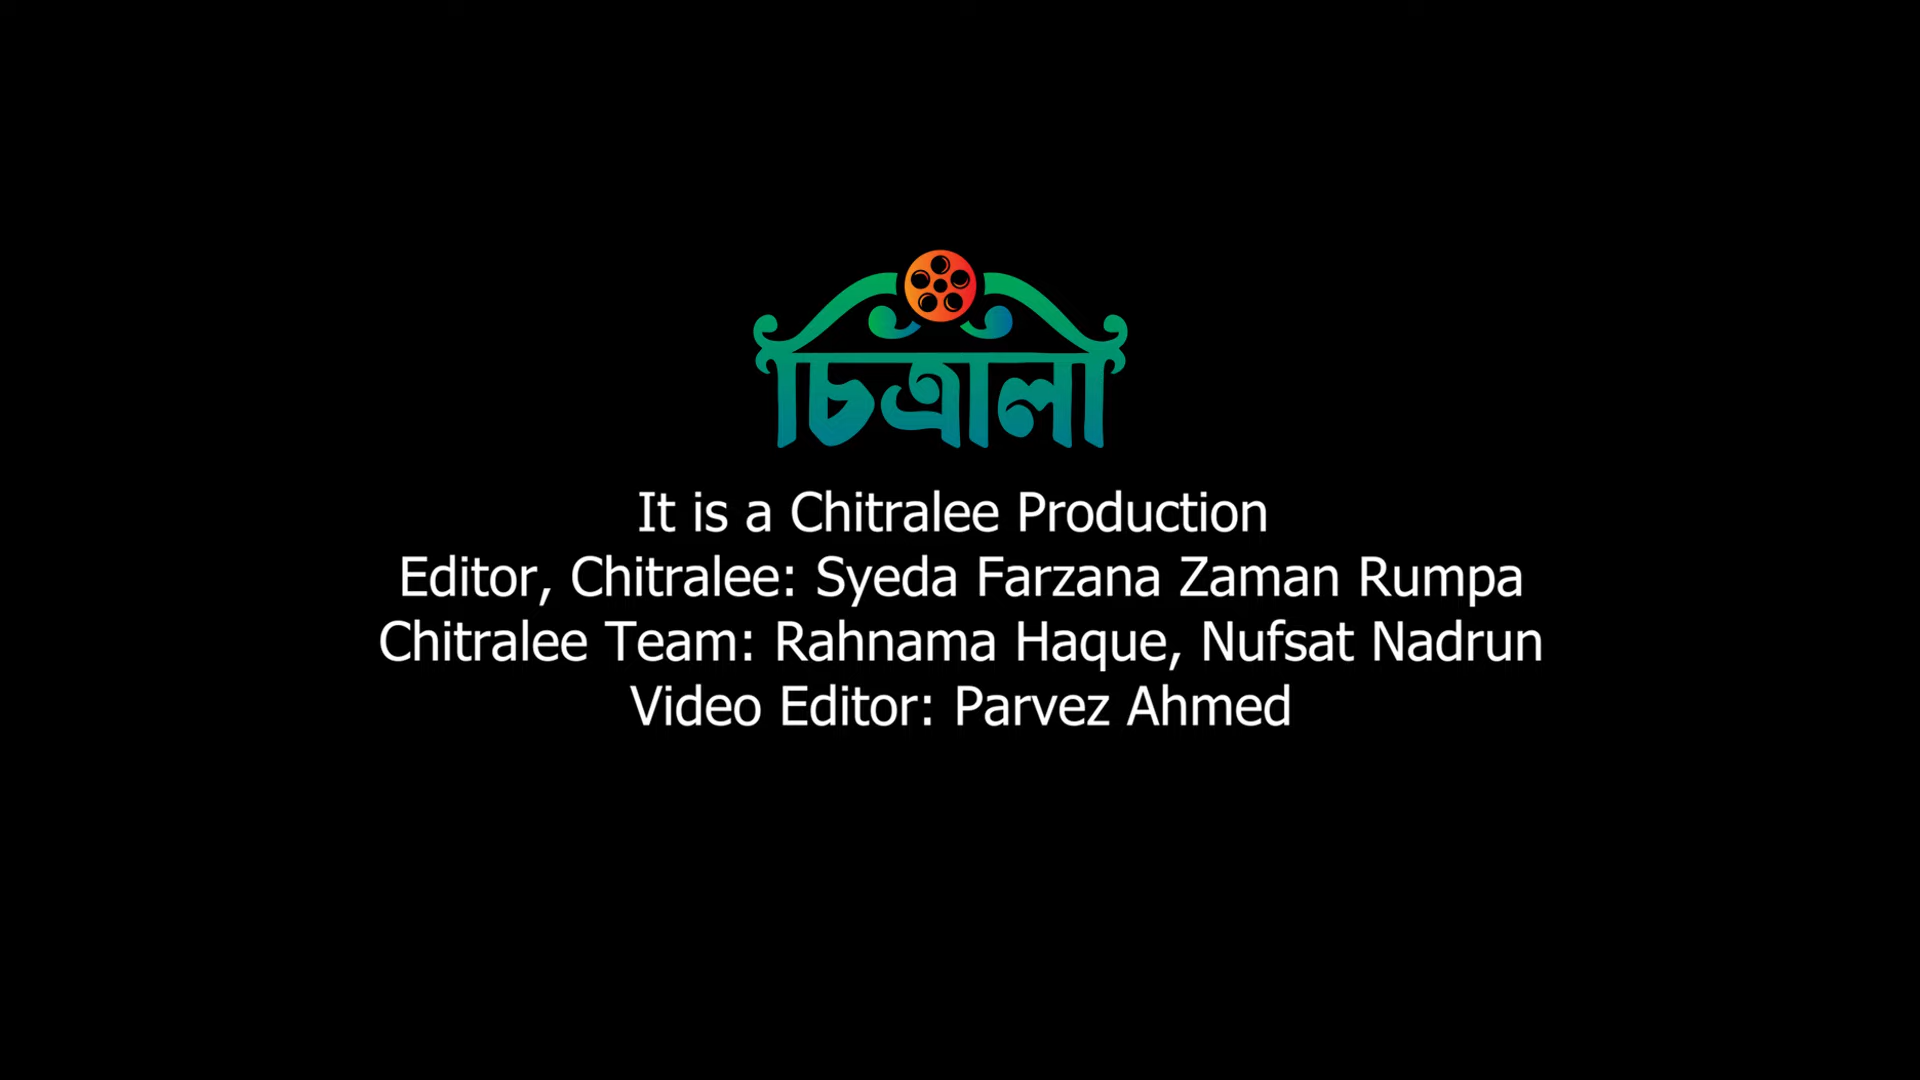 চিত্রালী
It is a Chitralee Production
Editor, Chitralee: Syeda Farzana Zaman Rumpa
Chitralee Team: Rahnama Haque, Nufsat Nadrun
Video Editor: Parvez Ahmed